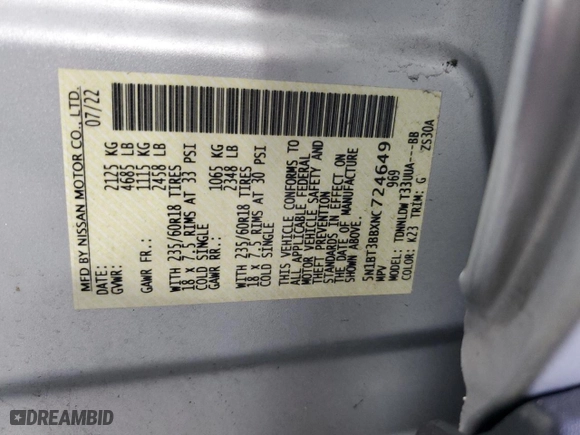 MFD BY NISSAN MOTOR CO., LTD.
DATE: 07/22
GVWR: 2125 KG
4685 LB
GAWR FR.: 1115 KG
2458 LB
WITH 235/60R18 TIRES
18 X 7.5 RIMS AT 33 PSI
COLD SINGLE
GAWR RR.: 1065 KG
2348 LB
WITH 235/60R18 TIRES
18 X 7.5 RIMS AT 30 PSI
COLD SINGLE
THIS VEHICLE CONFORMS TO
ALL APPLICABLE FEDERAL
MOTOR VEHICLE SAFETY AND
THEFT PREVENTION
STANDARDS IN EFFECT ON
THE DATE OF MANUFACTURE
5N1BT3BBXNC724649
MPV 969
MODEL: TDNNLDWT33OUUA---BB
COLOR: K23 TRIM: G ZS30A
DREAMBID